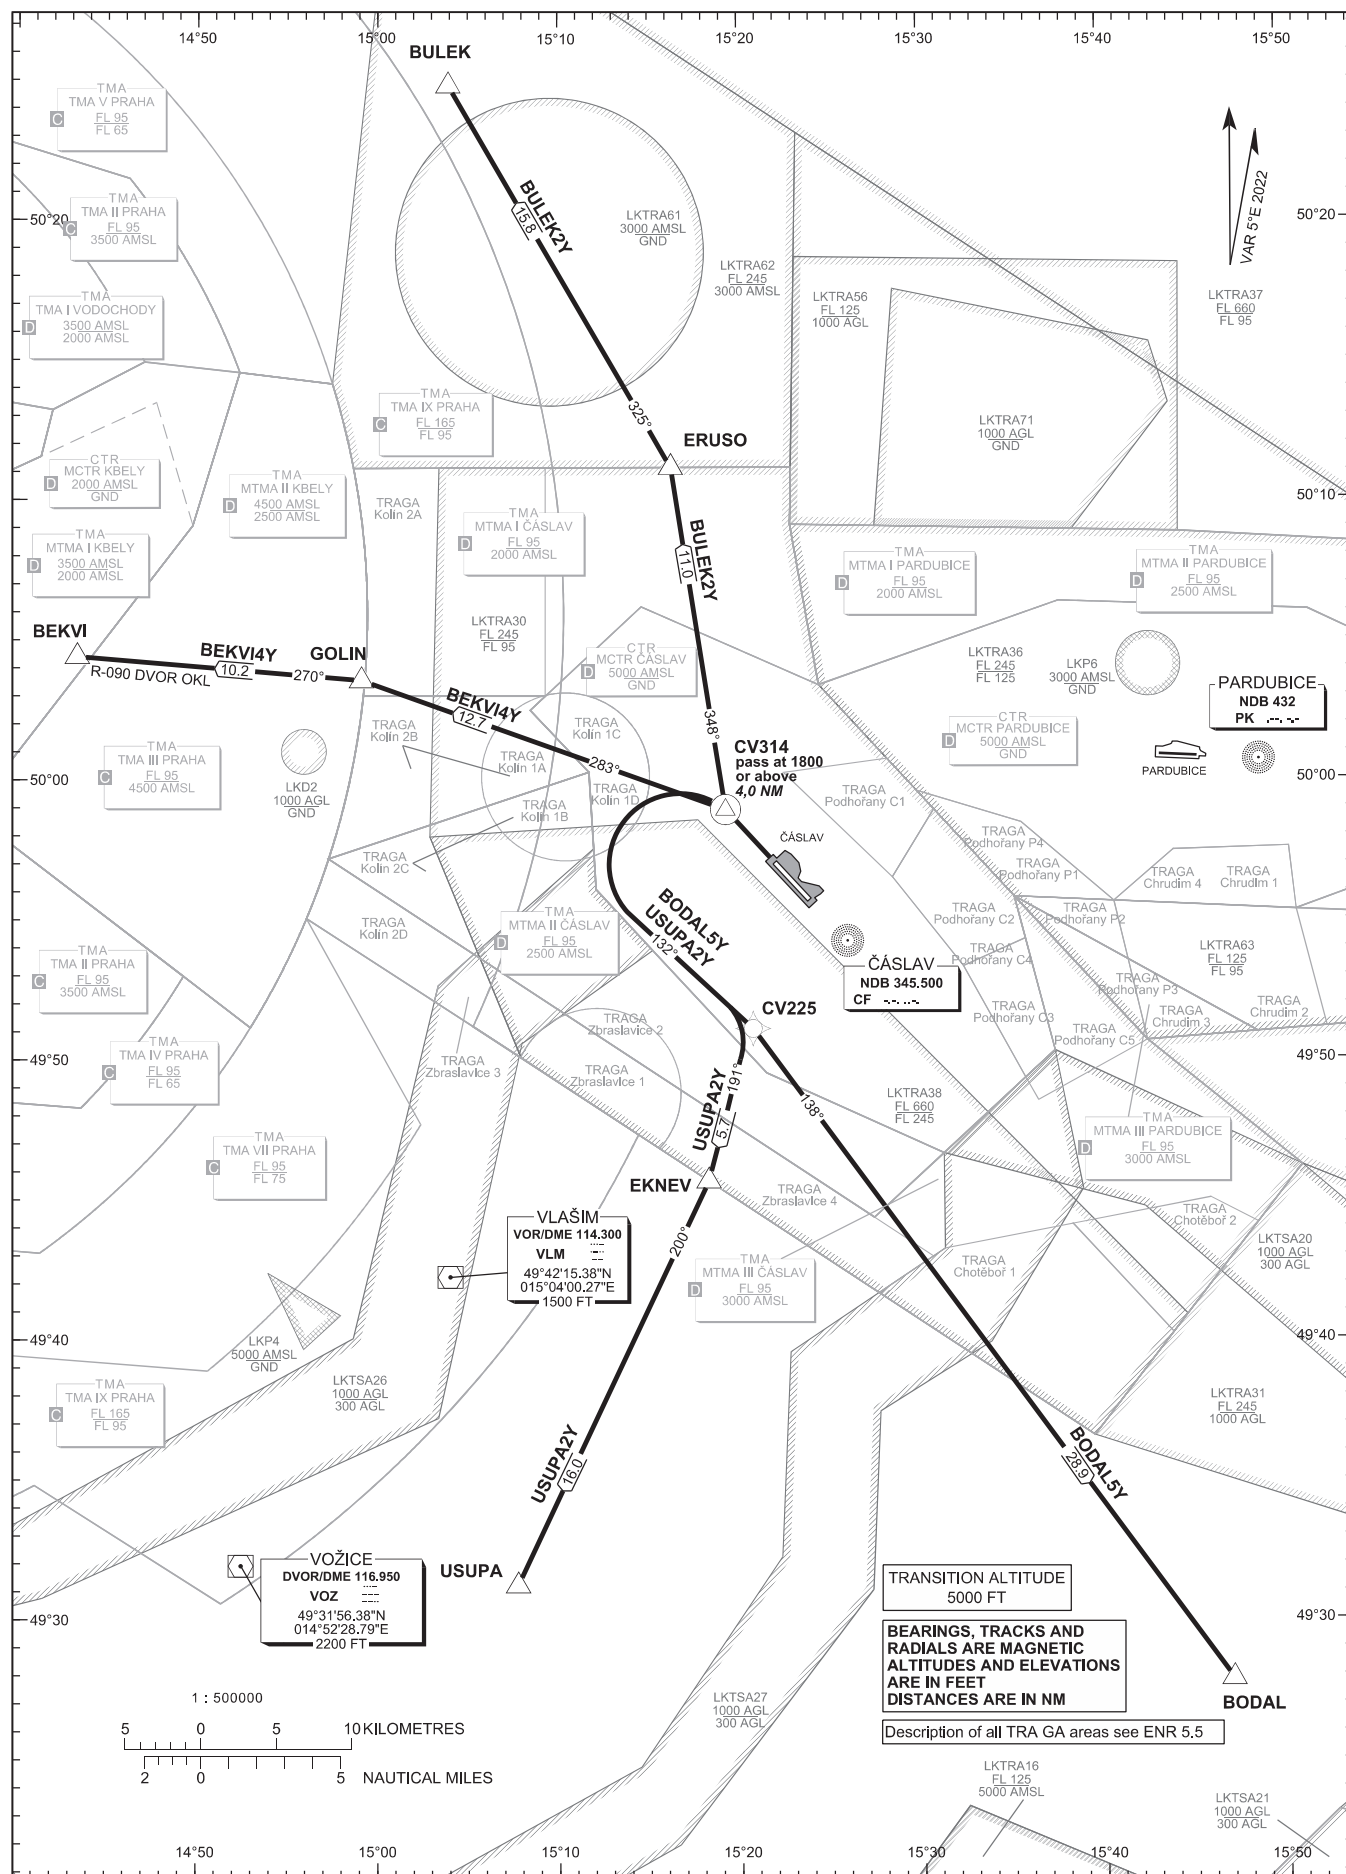 14°50'
15°00'
15°10'
15°20'
15°30'
15°40'
15°50'
BULEK
TMA
TMA V PRAHA
C
FL 95
FL 65
TMA
TMA II PRAHA
C
FL 95
3500 AMSL
50°20'
50°20'
BULEK2Y
15.8
LKTRA61
3000 AMSL
GND
LKTRA62
FL 245
3000 AMSL
VAR 5°E 2022
LKTRA56
FL 125
1000 AGL
LKTRA37
FL 660
FL 95
TMA
TMA I VODOCHODY
D
3500 AMSL
2000 AMSL
TMA
TMA IX PRAHA
C
FL 165
FL 95
325°
ERUSO
LKTRA71
1000 AGL
GND
CTR
MCTR KBELY
D
2000 AMSL
GND
TMA
MTMA II KBELY
D
4500 AMSL
2500 AMSL
TRAGA
Kolín 2A
50°10'
TMA
MTMA I KBELY
D
3500 AMSL
2000 AMSL
TMA
MTMA I ČÁSLAV
D
FL 95
2000 AMSL
BULEK2Y
11.0
TMA
MTMA I PARDUBICE
D
FL 95
2000 AMSL
TMA
MTMA II PARDUBICE
D
FL 95
2500 AMSL
LKTRA30
FL 245
FL 95
BEKVI
BEKVI4Y
10.2
270°
R-090 DVOR OKL
GOLIN
CTR
MCTR ČÁSLAV
D
5000 AMSL
GND
LKTRA36
FL 245
FL 125
LKP6
3000 AMSL
GND
PARDUBICE
NDB 432
PK .--. -.-
BEKVI4Y
12.7
283°
348°
TRAGA
Kolín 2B
TRAGA
Kolín 1C
TRAGA
Kolín 1A
TRAGA
Kolín 1D
TRAGA
Kolín 1B
CTR
MCTR PARDUBICE
D
5000 AMSL
GND
CV314
pass at 1800
or above
4,0 NM
PARDUBICE
TMA
TMA III PRAHA
C
FL 95
4500 AMSL
LKD2
1000 AGL
GND
50°00'
50°00'
TRAGA
Podhořany C1
ČÁSLAV
TRAGA
Kolín 2C
TRAGA
Podhořany P4
TRAGA
Podhořany P1
TRAGA
Chrudim 4
TRAGA
Chrudim 1
TRAGA
Kolín 2D
TMA
MTMA II ČÁSLAV
D
FL 95
2500 AMSL
BODAL5Y
USUPA2Y
132°
TRAGA
Podhořany C2
TRAGA
Podhořany P2
TRAGA
Podhořany C4
LKTRA63
FL 125
FL 95
TMA
TMA II PRAHA
C
FL 95
3500 AMSL
ČÁSLAV
NDB 345.500
CF -.-. ..-.
TRAGA
Podhořany P3
TRAGA
Podhořany C3
TRAGA
Chrudim 3
TRAGA
Chrudim 2
TRAGA
Podhořany C5
CV225
TRAGA
Zbraslavice 2
TRAGA
Zbraslavice 3
TRAGA
Zbraslavice 1
49°50'
49°50'
TMA
TMA IV PRAHA
C
FL 95
FL 65
191°
USUPA2Y
5.7
138°
LKTRA38
FL 660
FL 245
TMA
MTMA III PARDUBICE
D
FL 95
3000 AMSL
TMA
TMA VII PRAHA
C
FL 95
FL 75
EKNEV
TRAGA
Zbraslavice 4
TRAGA
Chotěboř 2
VLAŠIM
VOR/DME 114.300
VLM
49°42'15.38"N
015°04'00.27"E
1500 FT
200°
TMA
MTMA III ČÁSLAV
D
FL 95
3000 AMSL
TRAGA
Chotěboř 1
LKTSA20
1000 AGL
300 AGL
49°40'
49°40'
LKP4
5000 AMSL
GND
LKTSA26
1000 AGL
300 AGL
TMA
TMA IX PRAHA
C
FL 165
FL 95
LKTRA31
FL 245
1000 AGL
USUPA2Y
16.0
BODAL5Y
28.9
VOŽICE
DVOR/DME 116.950
VOZ
49°31'56.38"N
014°52'28.79"E
2200 FT
USUPA
TRANSITION ALTITUDE
5000 FT
49°30'
49°30'
BEARINGS, TRACKS AND
RADIALS ARE MAGNETIC
ALTITUDES AND ELEVATIONS
ARE IN FEET
DISTANCES ARE IN NM
BODAL
LKTSA27
1000 AGL
300 AGL
Description of all TRA GA areas see ENR 5.5
1 : 500000
5 0 5 10 KILOMETRES
2 0 5 NAUTICAL MILES
LKTRA16
FL 125
5000 AMSL
LKTSA21
1000 AGL
300 AGL
14°50'
15°00'
15°10'
15°20'
15°30'
15°40'
15°50'